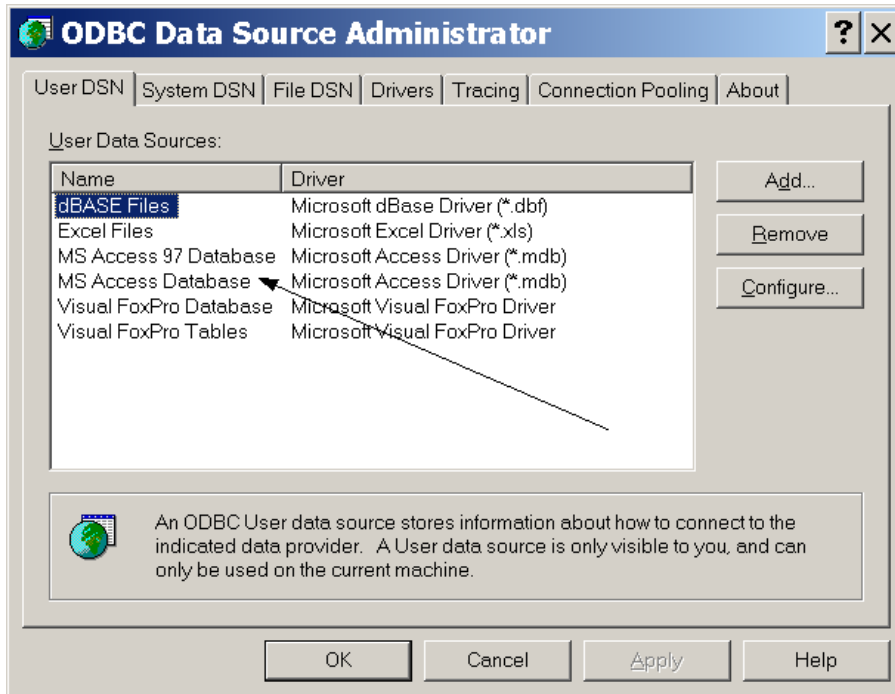 ODBC Data Source Administrator
? X
User DSN System DSN File DSN Drivers Tracing Connection Pooling About
User Data Sources:
Name Driver
dBASE Files Microsoft dBase Driver (*.dbf)
Excel Files Microsoft Excel Driver (*.xls)
MS Access 97 Database Microsoft Access Driver (*.mdb)
MS Access Database Microsoft Access Driver (*.mdb)
Visual FoxPro Database Microsoft Visual FoxPro Driver
Visual FoxPro Tables Microsoft Visual FoxPro Driver
Add...
Remove
Configure...
An ODBC User data source stores information about how to connect to the
indicated data provider. A User data source is only visible to you, and can
only be used on the current machine.
OK Cancel Apply Help